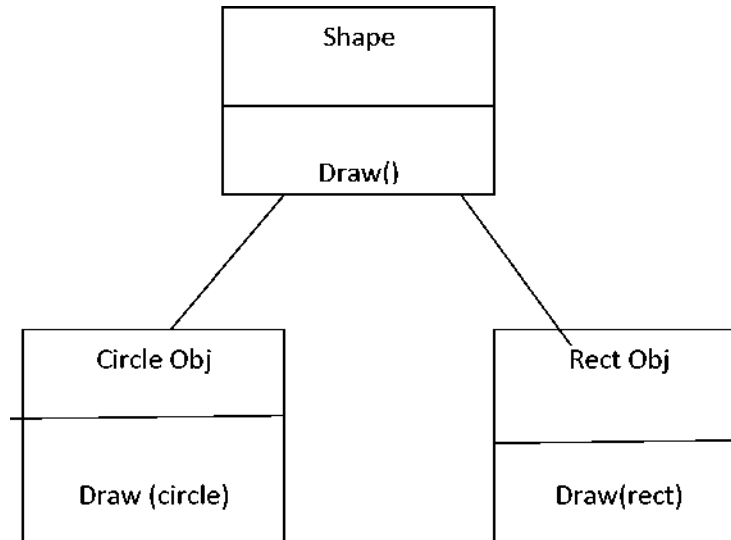 Shape
Draw()
Circle Obj
Draw (circle)
Rect Obj
Draw(rect)